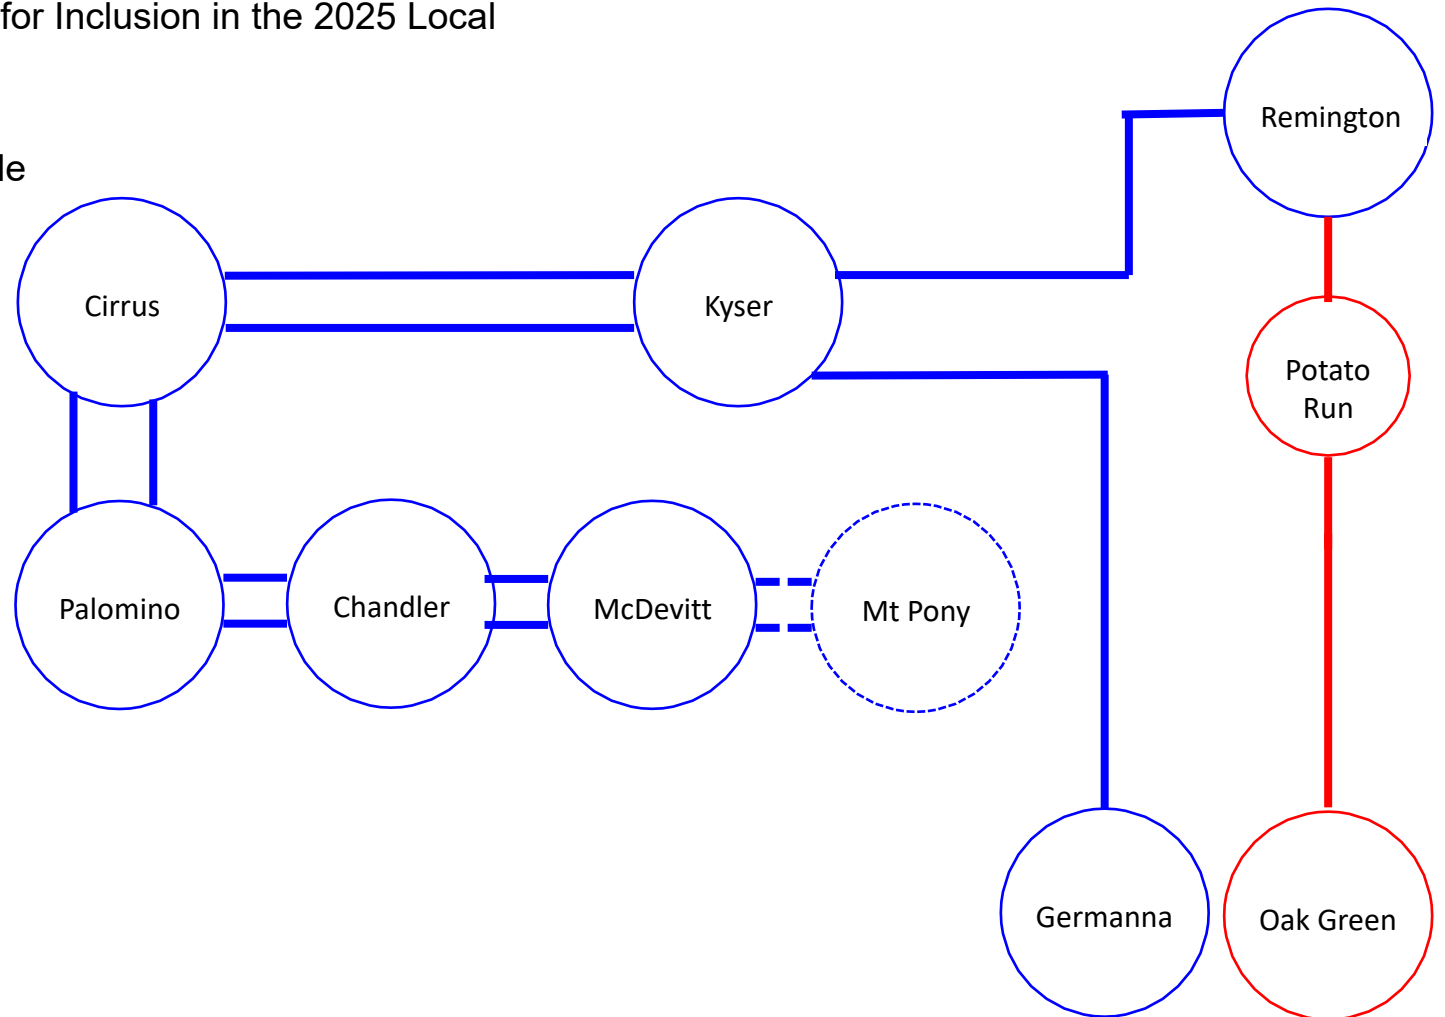 for Inclusion in the 2025 Local
Remington
le
Cirrus
Kyser
Potato
Run
Palomino
Chandler
McDevitt
Mt Pony
Germanna
Oak Green